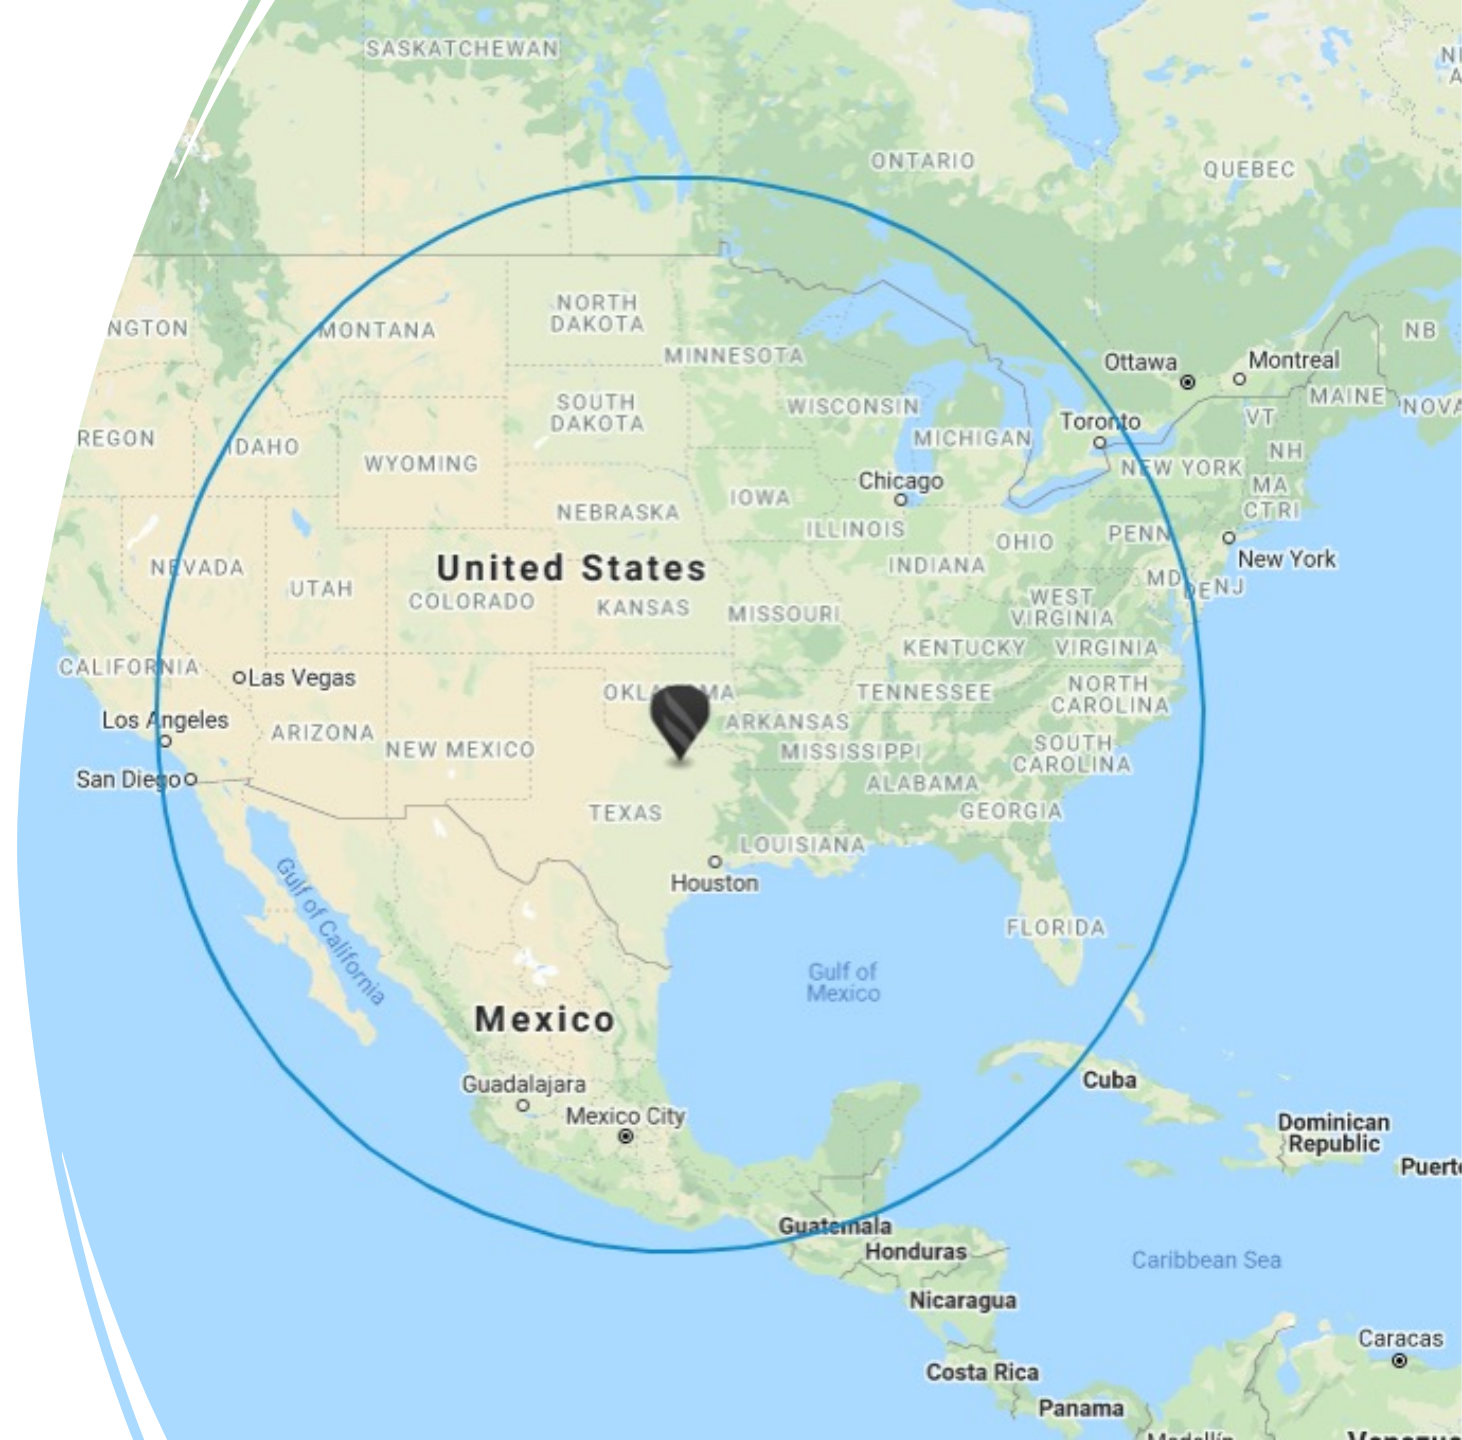 SASKATCHEWAN
ONTARIO
QUEBEC
NORTH
DAKOTA
NGTON
MONTANA
NB
MINNESOTA
Ottawa
Montreal
MAINE
NOVA
SOUTH
DAKOTA
WISCONSIN
VT
Toronto
REGON
IDAHO
MICHIGAN
NH
WYOMING
NEW YORK
Chicago
MA
IOWA
CT RI
NEBRASKA
ILLINOIS
PENN
OHIO
New York
NEVADA
United States
INDIANA
MD
DE NJ
UTAH
COLORADO
KANSAS
MISSOURI
WEST
VIRGINIA
KENTUCKY
VIRGINIA
CALIFORNIA
Las Vegas
OKLAHOMA
TENNESSEE
NORTH
CAROLINA
Los Angeles
ARIZONA
NEW MEXICO
ARKANSAS
MISSISSIPPI
SOUTH
CAROLINA
San Diego
ALABAMA
TEXAS
GEORGIA
LOUISIANA
Houston
Gulf of California
FLORIDA
Gulf of
Mexico
Mexico
Guadalajara
Mexico City
Cuba
Dominican
Republic
Puerto
Guatemala
Honduras
Caribbean Sea
Nicaragua
Caracas
Costa Rica
Panama
Medellín